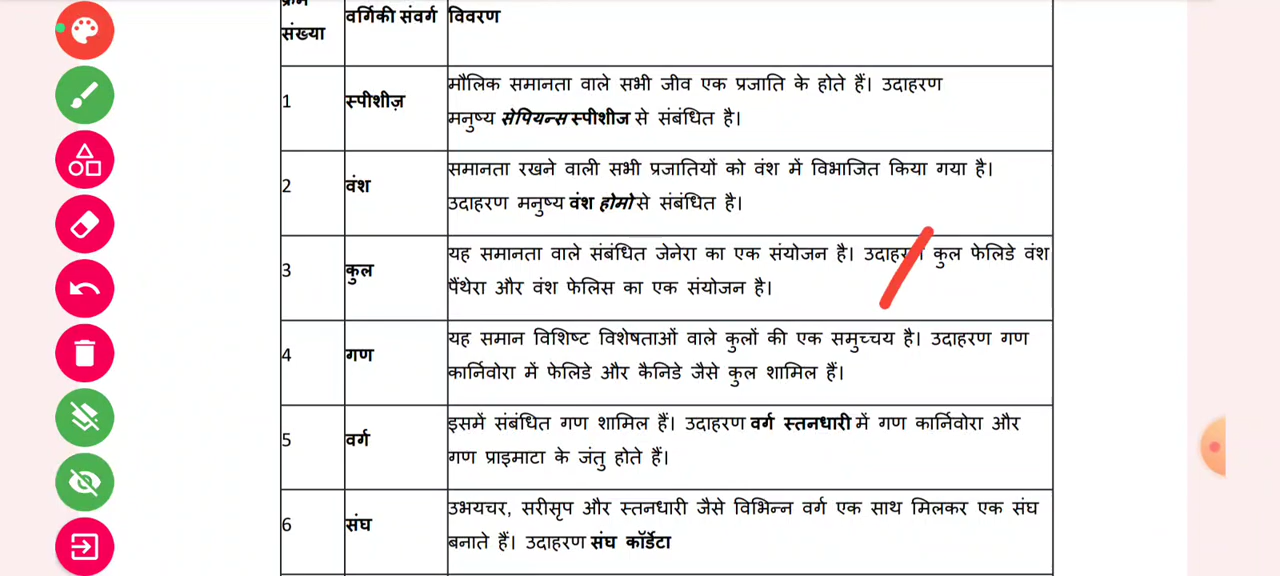 क्रम
संख्या
वर्गिकी संवर्ग
विवरण
1
स्पीशीज़
मौलिक समानता वाले सभी जीव एक प्रजाति के होते हैं। उदाहरण
मनुष्य सेपियन्स स्पीशीज से संबंधित है।
2
वंश
समानता रखने वाली सभी प्रजातियों को वंश में विभाजित किया गया है।
उदाहरण मनुष्य वंश होमो से संबंधित है।
3
कुल
यह समानता वाले संबंधित जेनेरा का एक संयोजन है। उदाहरण कुल फेलिडे वंश
पैंथेरा और वंश फेलिस का एक संयोजन है।
4
गण
यह समान विशिष्ट विशेषताओं वाले कुलों की एक समुच्चय है। उदाहरण गण
कार्निवोरा में फेलिडे और कैनिडे जैसे कुल शामिल हैं।
5
वर्ग
इसमें संबंधित गण शामिल हैं। उदाहरण वर्ग स्तनधारी में गण कार्निवोरा और
गण प्राइमाटा के जंतु होते हैं।
6
संघ
उभयचर, सरीसृप और स्तनधारी जैसे विभिन्न वर्ग एक साथ मिलकर एक संघ
बनाते हैं। उदाहरण संघ कॉर्डेटा